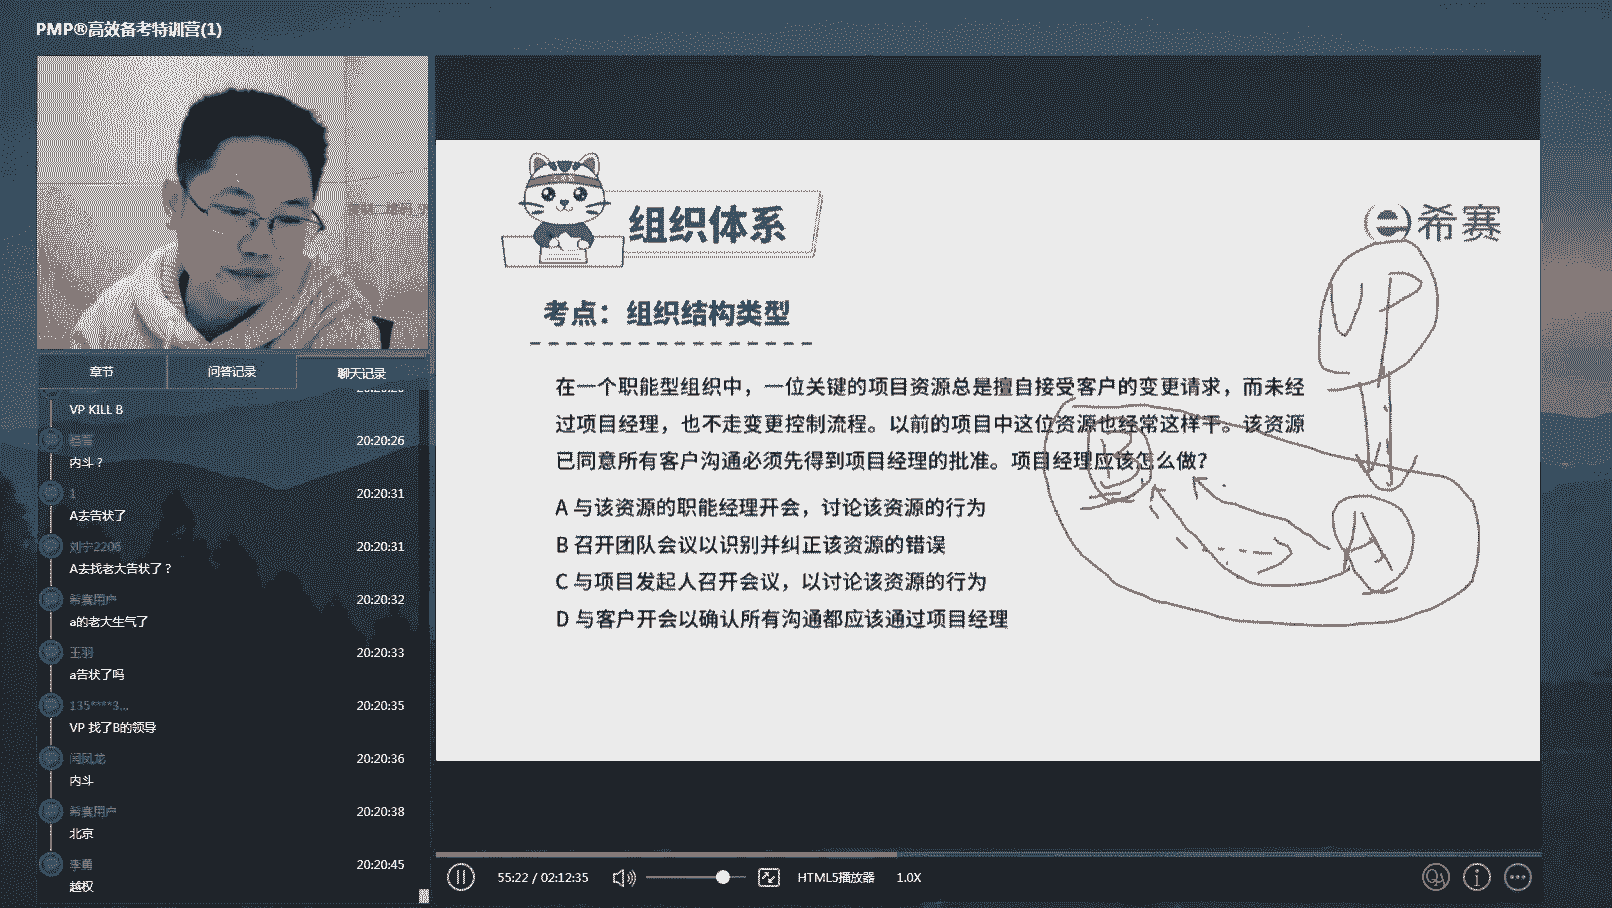 PMP®高效备考特训营(1)
章节
问答记录
聊天记录
VP KILL B
20:20:26
内斗？
1
20:20:31
A去告状了
刘宁2206
20:20:31
A去找老大告状了？
希赛用户
20:20:32
a的老大生气了
王羽
20:20:33
a告状了吗
135****3...
20:20:35
VP 找了B的领导
闫凤龙
20:20:36
内斗
希赛用户
20:20:38
北京
李勇
20:20:45
越权
组织体系
希赛
考点：组织结构类型
在一个职能型组织中，一位关键的项目资源总是擅自接受客户的变更请求，而未经
过项目经理，也不走变更控制流程。以前的项目中这位资源也经常这样干。该资源
已同意所有客户沟通必须先得到项目经理的批准。项目经理应该怎么做?
A 与该资源的职能经理开会，讨论该资源的行为
B 召开团队会议以识别并纠正该资源的错误
C 与项目发起人召开会议，以讨论该资源的行为
D 与客户开会以确认所有沟通都应该通过项目经理
VP
B
A
55:22 / 02:12:35
HTML5播放器
1.0X